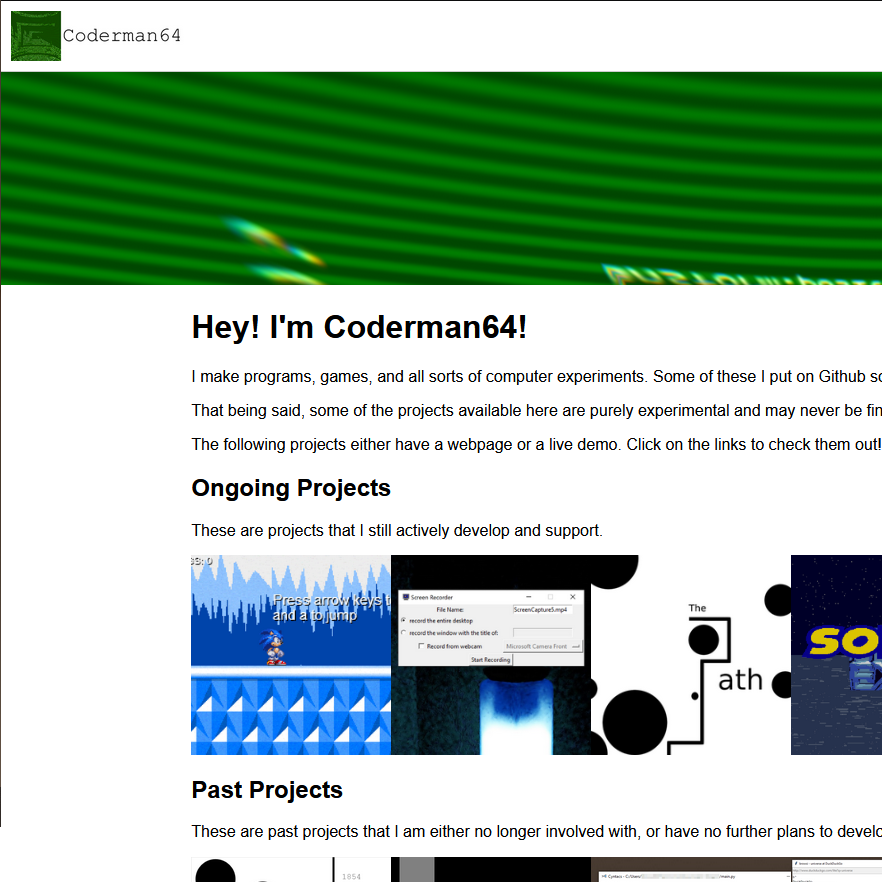 Coderman64
Hey! I'm Coderman64!
I make programs, games, and all sorts of computer experiments. Some of these I put on Github
That being said, some of the projects available here are purely experimental and may never be
The following projects either have a webpage or a live demo. Click on the links to check them out!
Ongoing Projects
These are projects that I still actively develop and support.
Press arrow keys
and a to jump
Screen Recorder
File Name:
ScreenCapture5.mp4
record the entire desktop
record the window with the title of:
Record from webcam
Microsoft Camera Front
Start Recording
The
ath
SO
Past Projects
These are past projects that I am either no longer involved with, or have no further plans to
1854